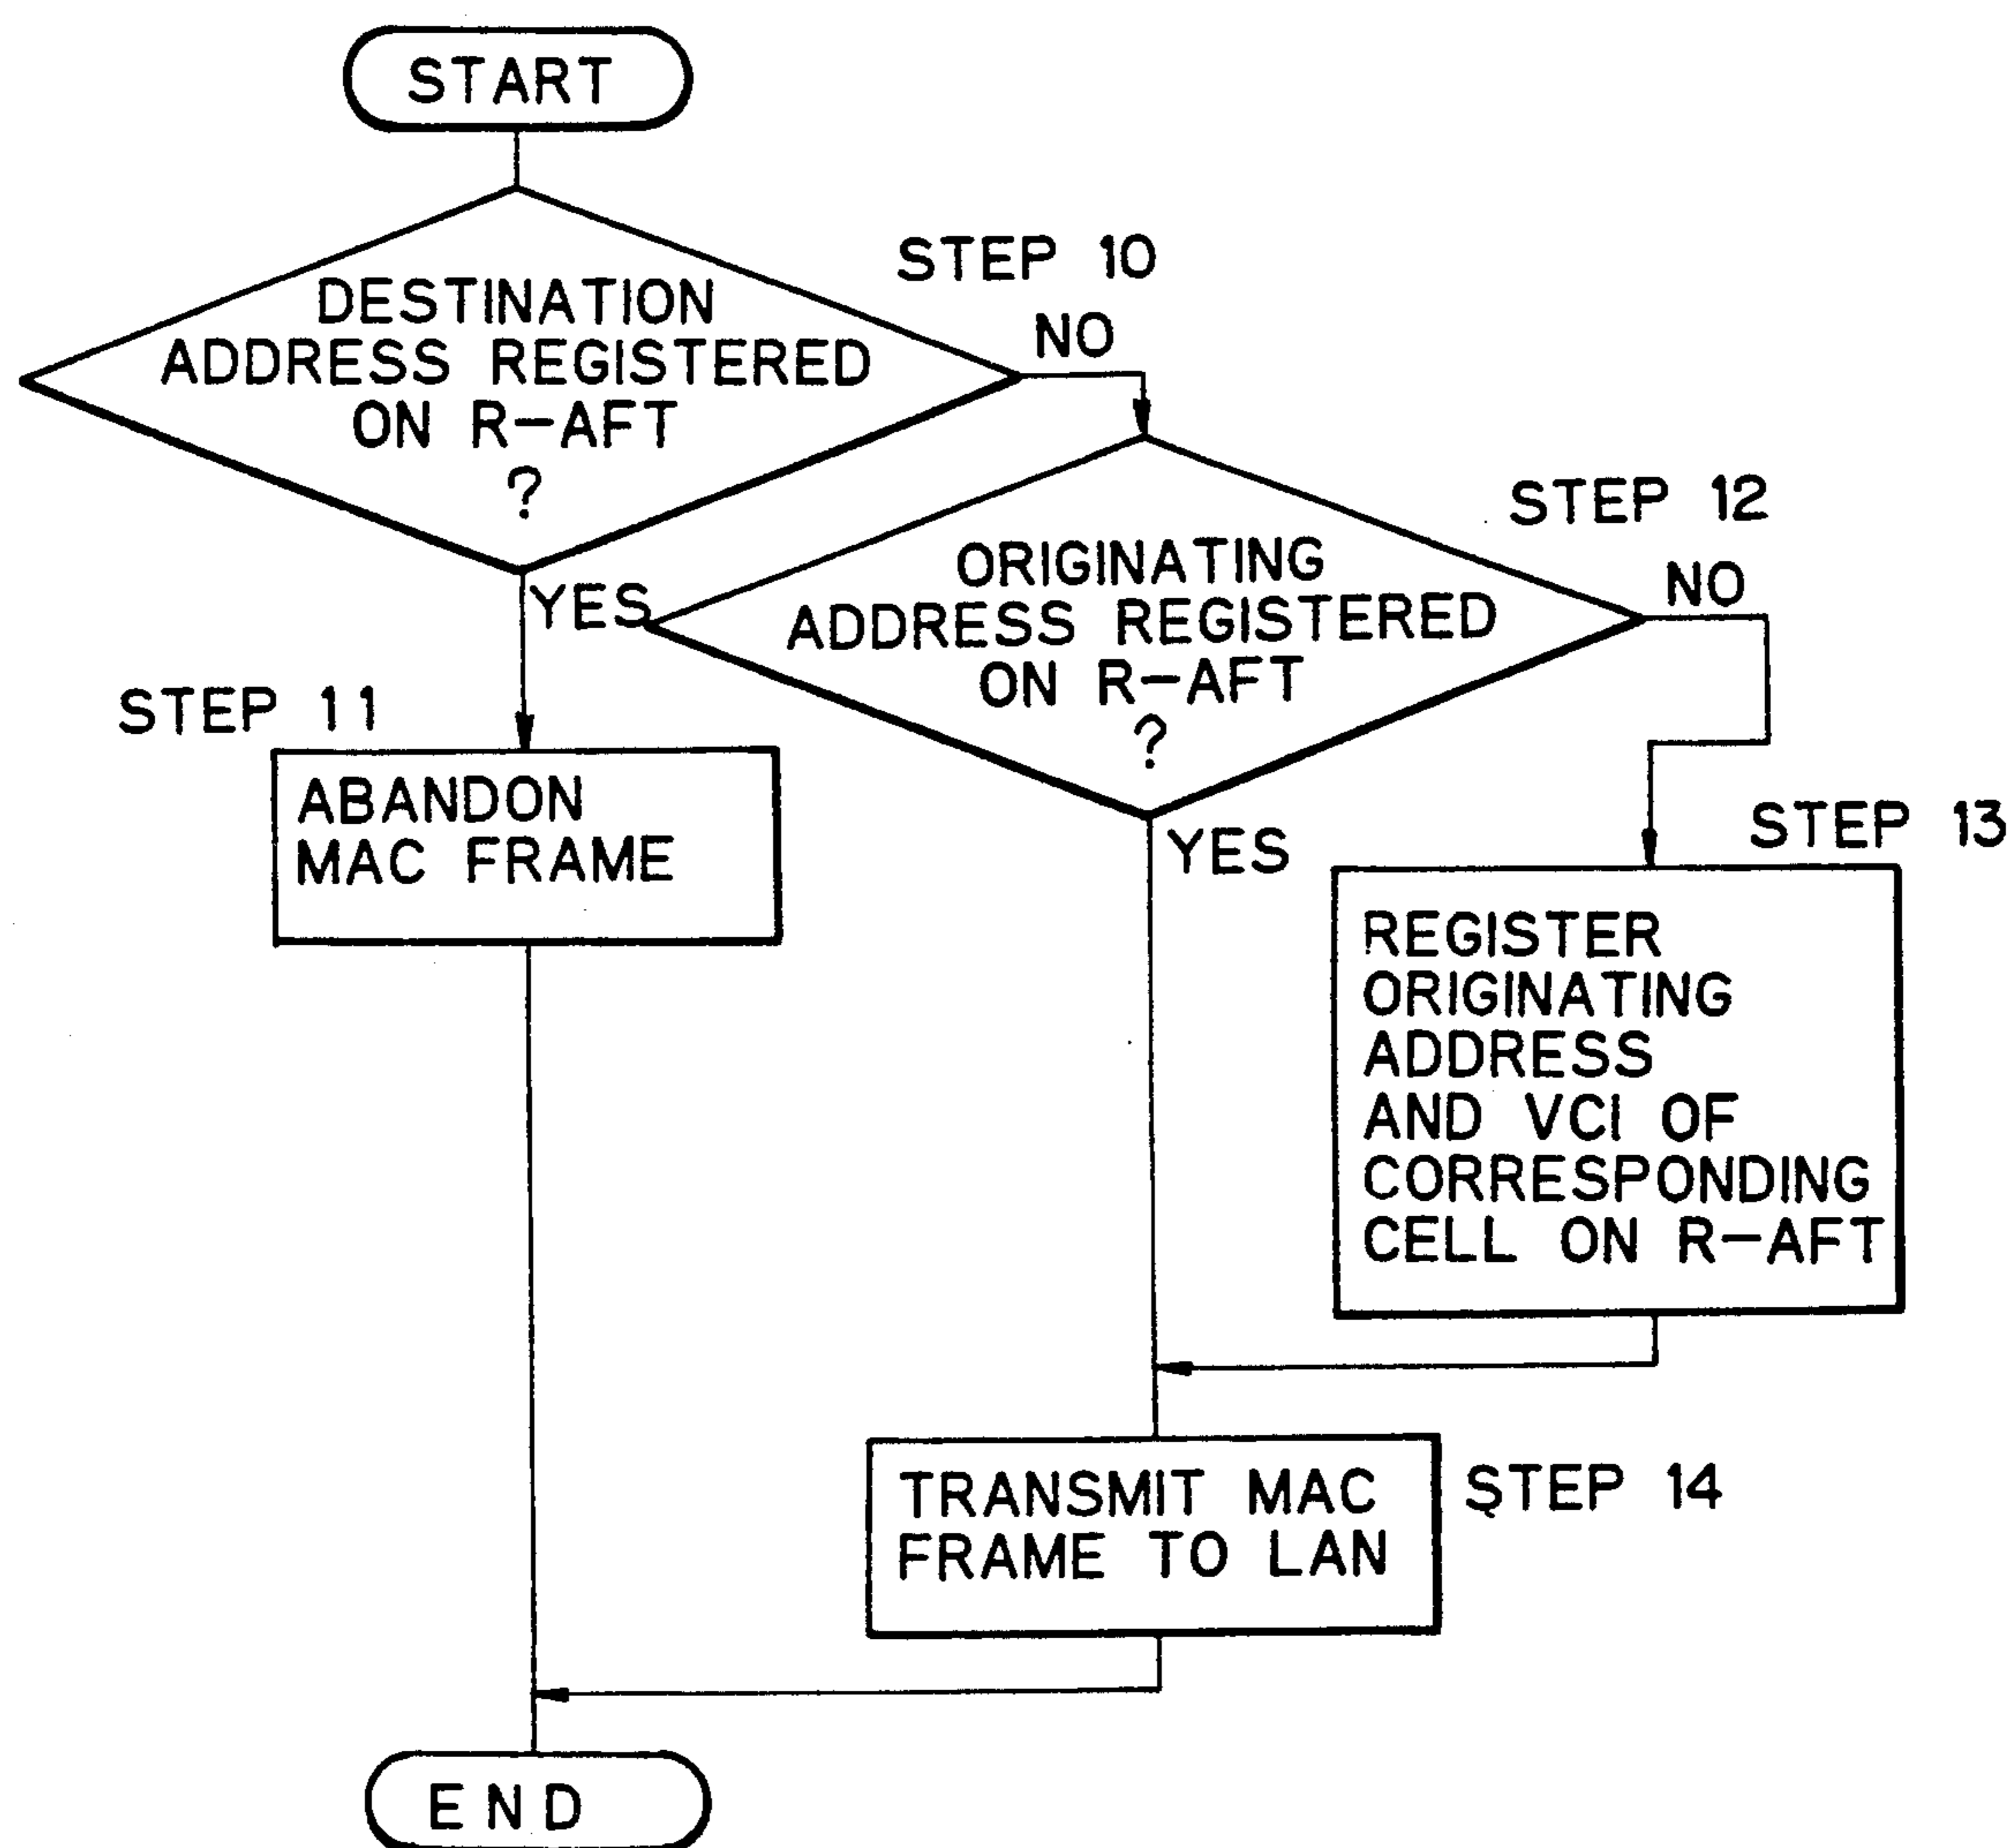 START
STEP 10
DESTINATION
ADDRESS REGISTERED
ON R-AFT
?
NO
YES
STEP 12
ORIGINATING
ADDRESS REGISTERED
ON R-AFT
?
NO
YES
STEP 11
ABANDON
MAC FRAME
STEP 13
REGISTER
ORIGINATING
ADDRESS
AND VCI OF
CORRESPONDING
CELL ON R-AFT
TRANSMIT MAC
FRAME TO LAN
STEP 14
END